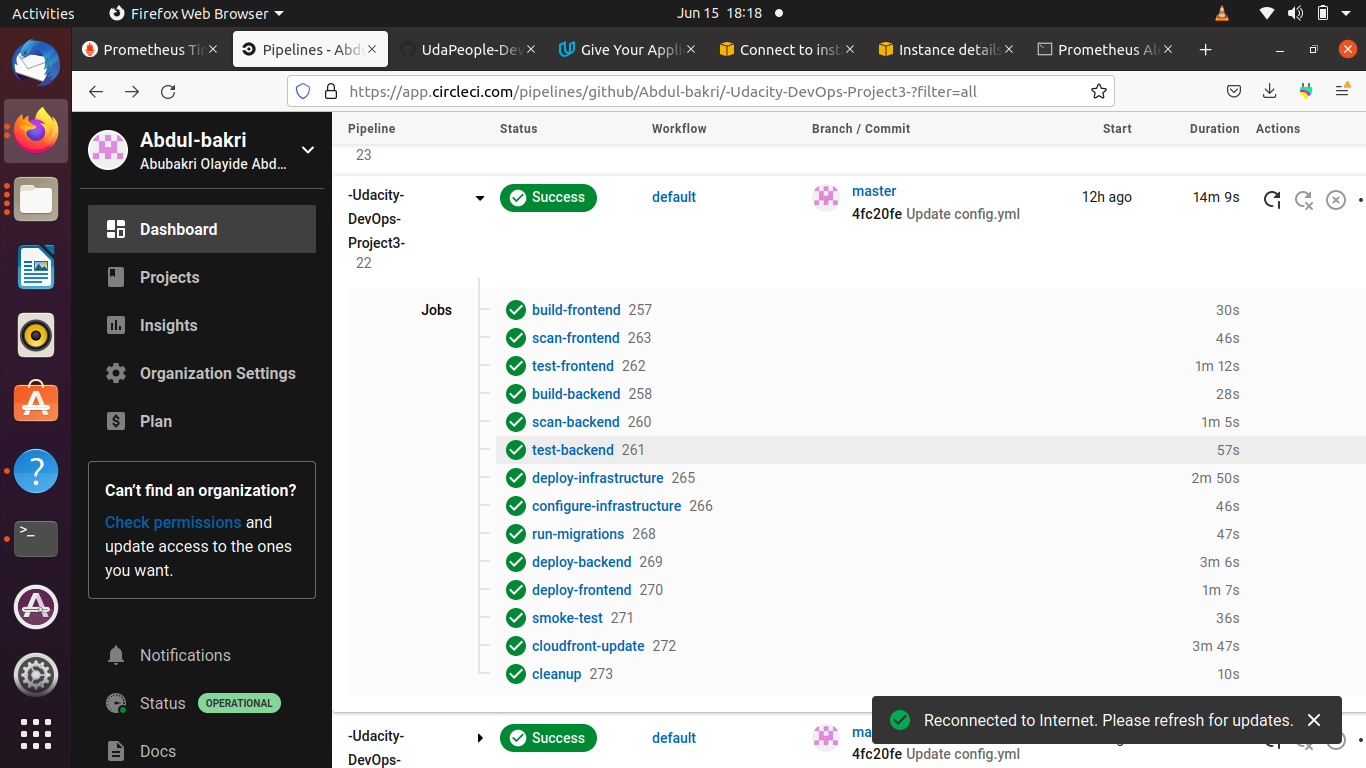 Activities
Firefox Web Browser
Jun 15 18:18
Prometheus Tir
Pipelines - Abdu
UdaPeople-Dev
Give Your Appli
Connect to inst
Instance details
Prometheus Ale
https://app.circleci.com/pipelines/github/Abdul-bakri/-Udacity-DevOps-Project3-?filter=all
Abdul-bakri
Abubakri Olayide Abd...
Dashboard
Projects
Insights
Organization Settings
Plan
Can't find an organization?
Check permissions and
update access to the ones
you want.
Notifications
Status OPERATIONAL
Docs
Pipeline Status Workflow Branch / Commit Start Duration Actions
23
-Udacity-
DevOps-
Project3-
22
Success
default
master
4fc20fe Update config.yml
12h ago
14m 9s
Jobs
build-frontend 257 30s
scan-frontend 263 46s
test-frontend 262 1m 12s
build-backend 258 28s
scan-backend 260 1m 5s
test-backend 261 57s
deploy-infrastructure 265 2m 50s
configure-infrastructure 266 46s
run-migrations 268 47s
deploy-backend 269 3m 6s
deploy-frontend 270 1m 7s
smoke-test 271 36s
cloudfront-update 272 3m 47s
cleanup 273 10s
-Udacity-
DevOps-
Success
default
ma
4fc20fe Update config.yml
Reconnected to Internet. Please refresh for updates.